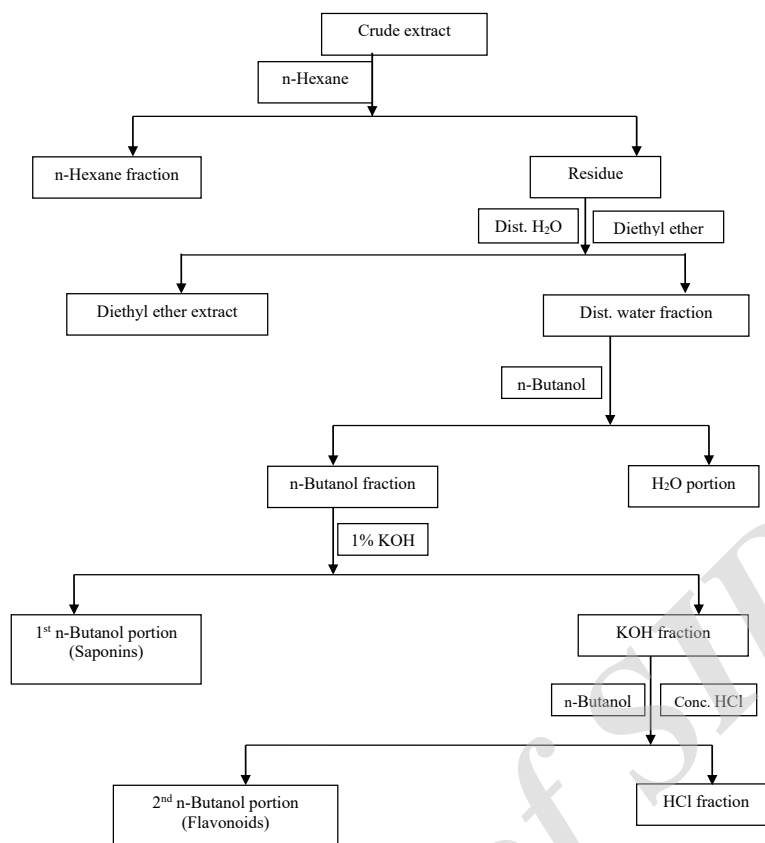 Crude extract
n-Hexane
n-Hexane fraction
Residue
Dist. H₂O
Diethyl ether
Diethyl ether extract
Dist. water fraction
n-Butanol
n-Butanol fraction
H₂O portion
1% KOH
1st n-Butanol portion
(Saponins)
KOH fraction
n-Butanol
Conc. HCl
2nd n-Butanol portion
(Flavonoids)
HCl fraction